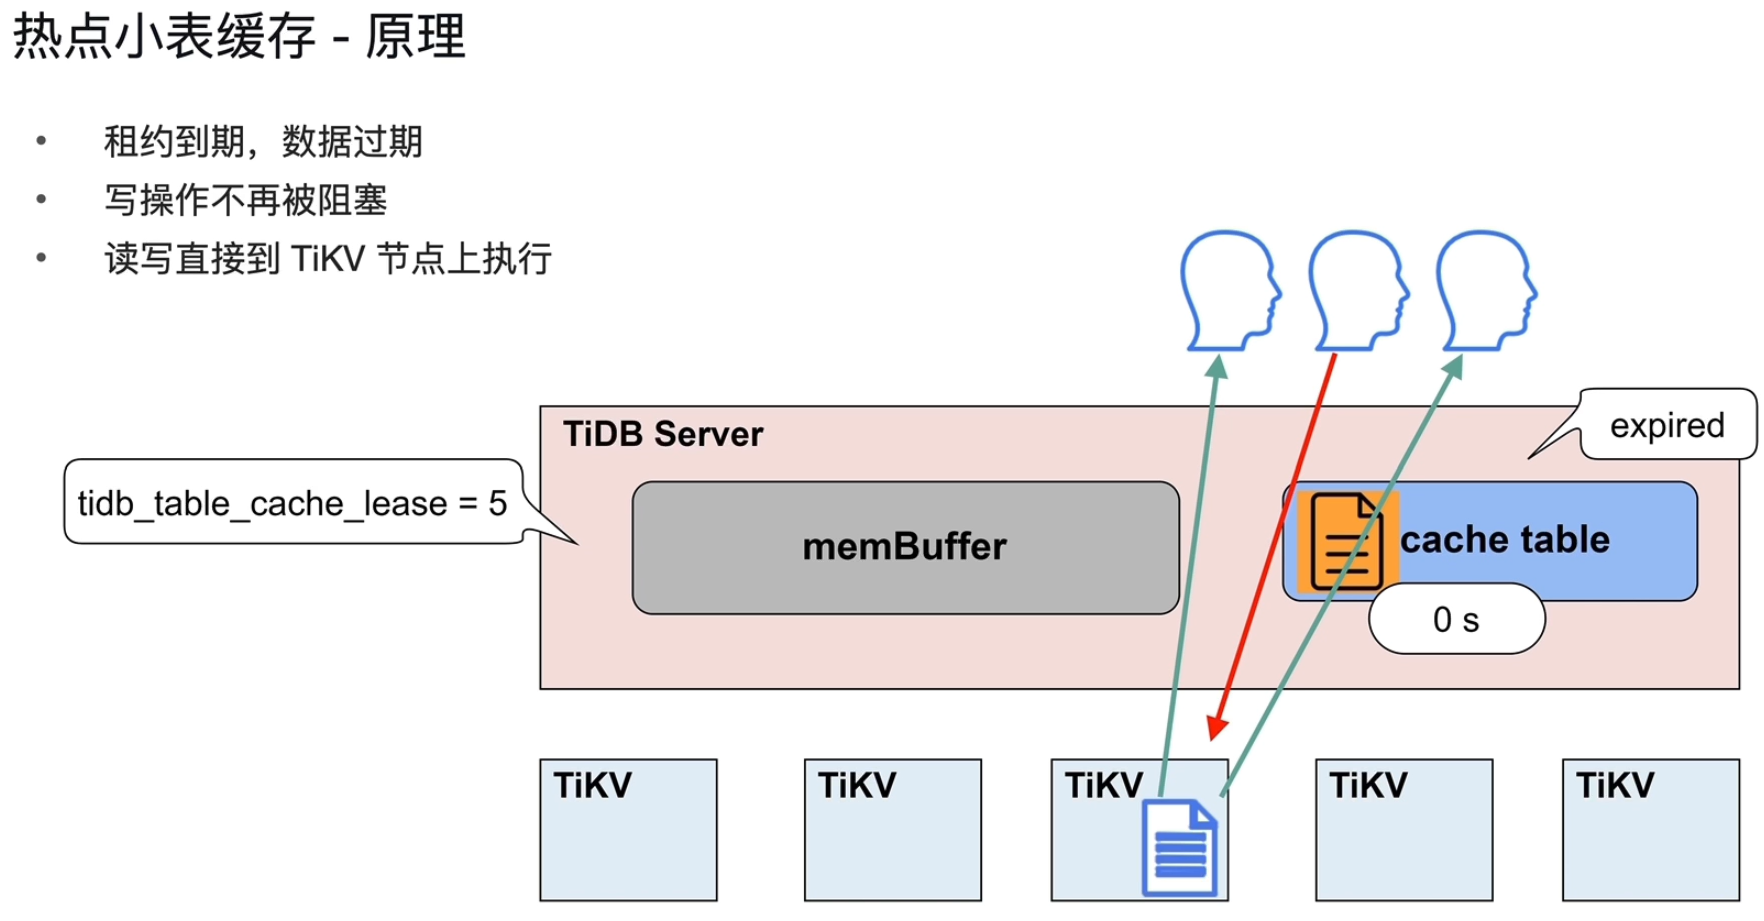 热点小表缓存 - 原理
• 租约到期，数据过期
• 写操作不再被阻塞
• 读写直接到 TiKV 节点上执行
expired
TiDB Server
tidb_table_cache_lease = 5
memBuffer
cache table
0 s
TiKV
TiKV
TiKV
TiKV
TiKV